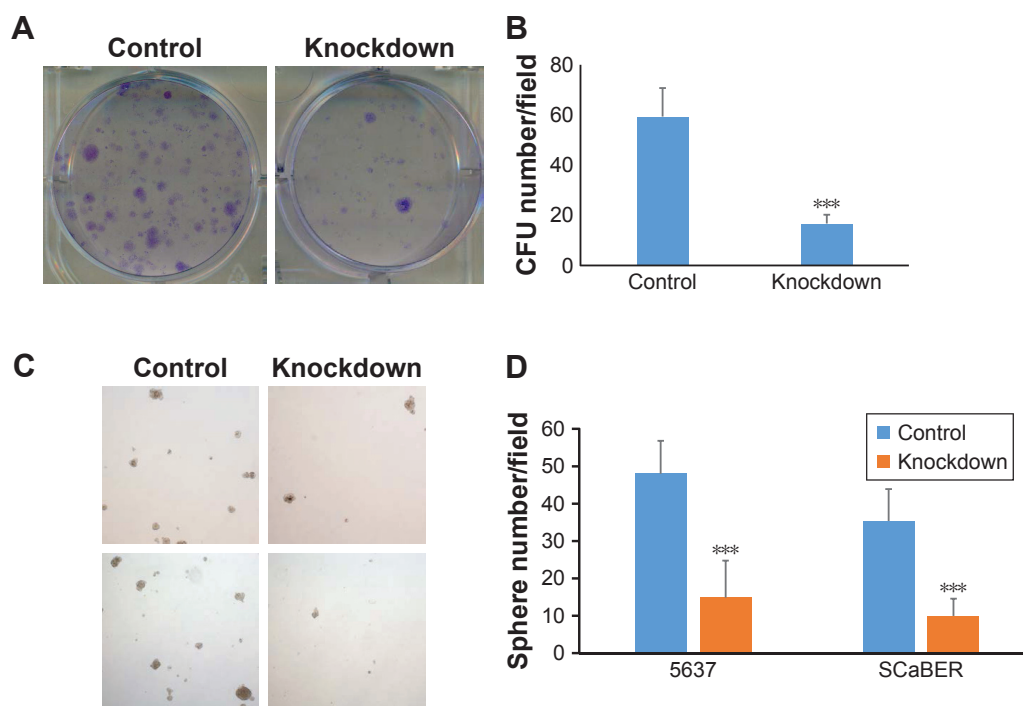 A
Control Knockdown
B
CFU number/field
80
60
40
20
0
***
Control Knockdown
C
Control Knockdown
D
Sphere number/field
60
50
40
30
20
10
0
Control
Knockdown
***
***
5637 SCaBER